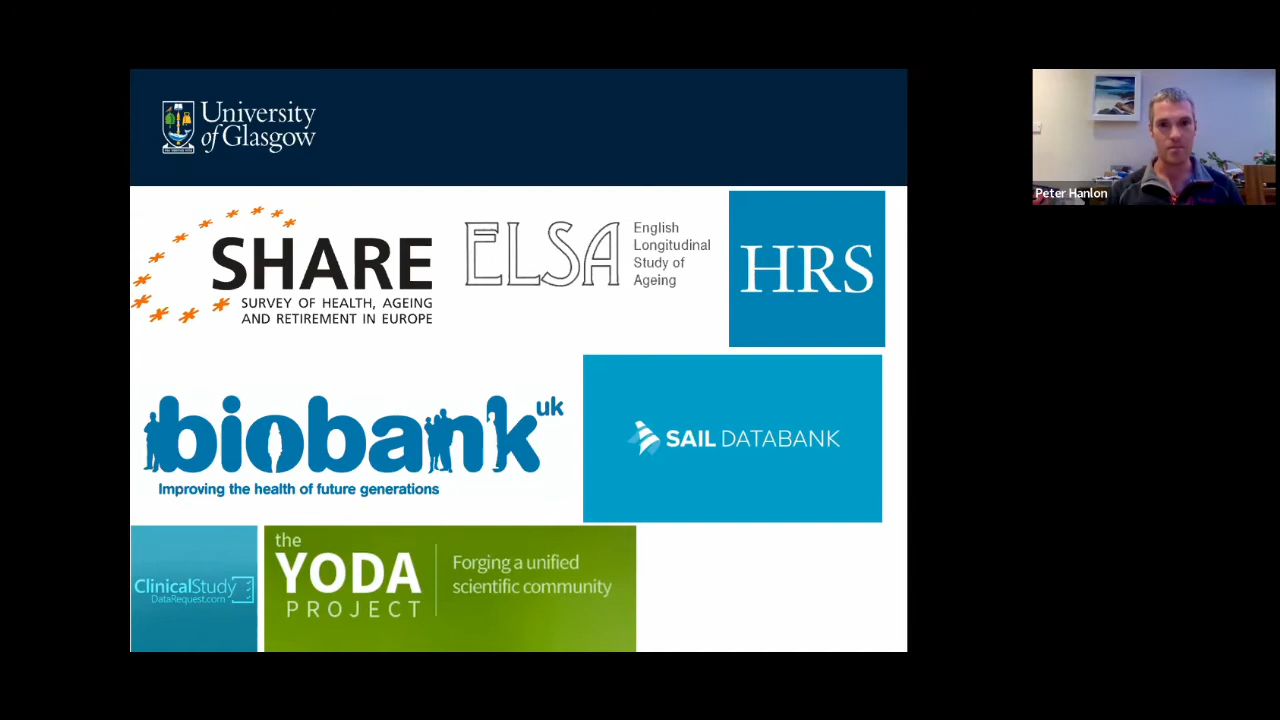 University
of Glasgow
SHARE
SURVEY OF HEALTH, AGEING
AND RETIREMENT IN EUROPE
ELSA
English
Longitudinal
Study of
Ageing
HRS
biobank uk
Improving the health of future generations
SAIL DATABANK
ClinicalStudy
DataRequest.com
the
YODA
PROJECT
Forging a unified
scientific community
Peter Hanlon